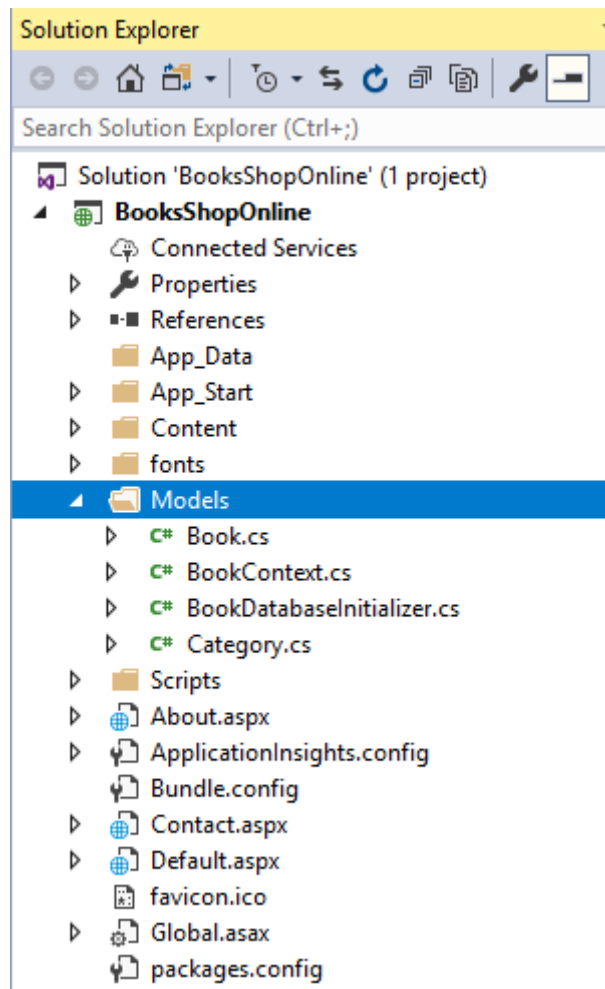 Solution Explorer
Search Solution Explorer (Ctrl+;)
Solution 'BooksShopOnline' (1 project)
BooksShopOnline
Connected Services
Properties
References
App_Data
App_Start
Content
fonts
Models
C# Book.cs
C# BookContext.cs
C# BookDatabaseInitializer.cs
C# Category.cs
Scripts
About.aspx
ApplicationInsights.config
Bundle.config
Contact.aspx
Default.aspx
favicon.ico
Global.asax
packages.config